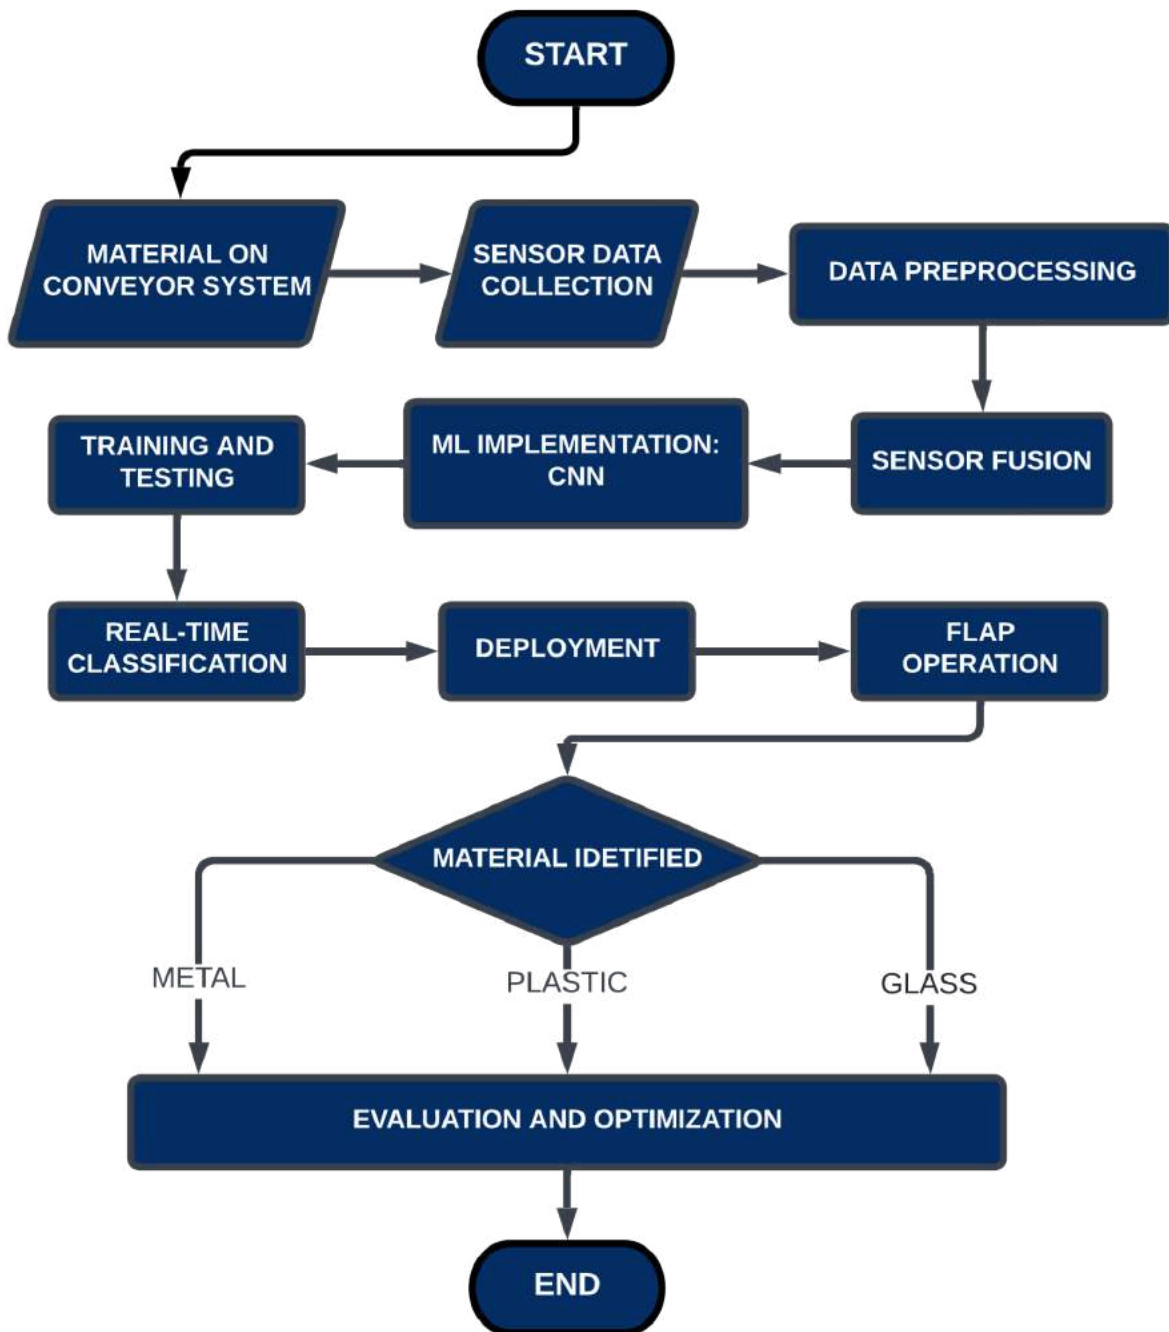 START
MATERIAL ON
CONVEYOR SYSTEM
SENSOR DATA
COLLECTION
DATA PREPROCESSING
SENSOR FUSION
ML IMPLEMENTATION:
CNN
TRAINING AND
TESTING
REAL-TIME
CLASSIFICATION
DEPLOYMENT
FLAP
OPERATION
MATERIAL IDETIFIED
METAL
PLASTIC
GLASS
EVALUATION AND OPTIMIZATION
END